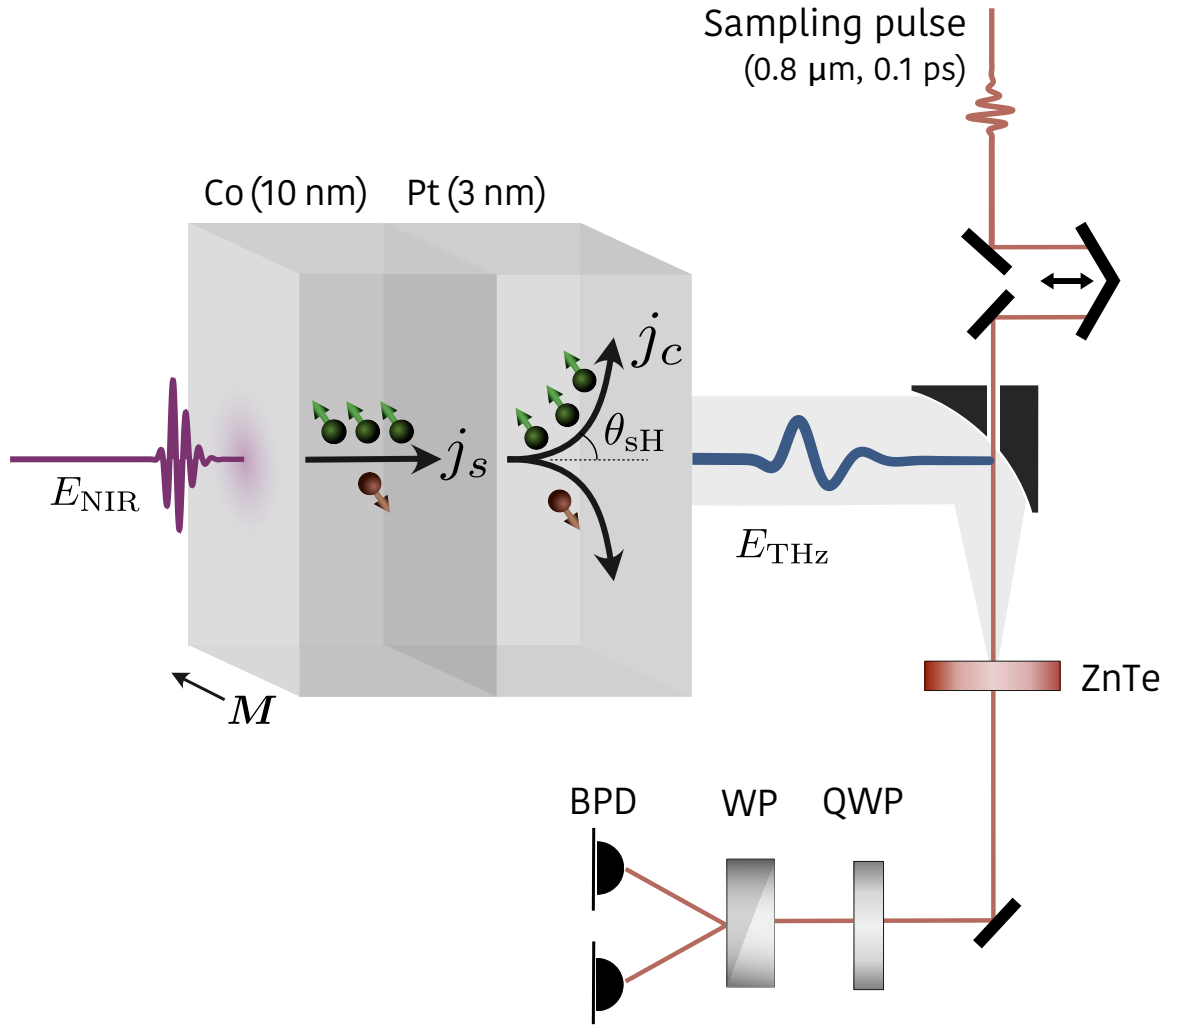 Sampling pulse
(0.8 µm, 0.1 ps)
Co (10 nm) Pt (3 nm)
j_c
θ_sH
j_s
E_NIR
E_THz
M
ZnTe
BPD WP QWP